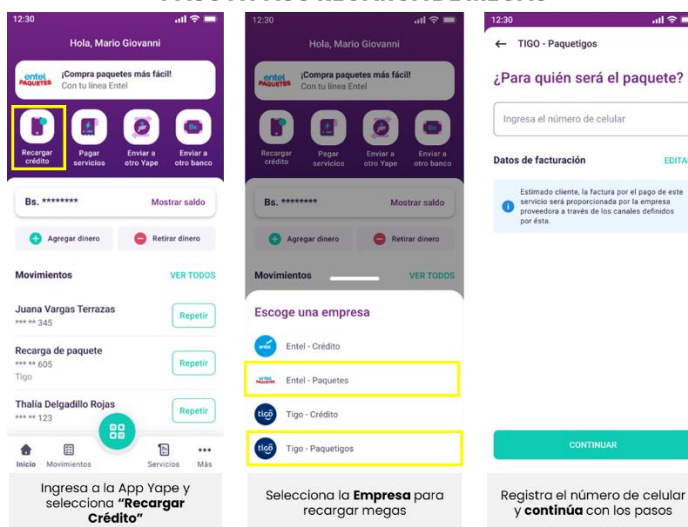 12:30
Hola, Mario Giovanni
entel
PAQUETES
¡Compra paquetes más fácil!
Con tu línea Entel
Recargar
crédito
Pagar
servicios
Enviar a
otro Yape
Enviar a
otro banco
Bs. ********
Mostrar saldo
Agregar dinero
Retirar dinero
Movimientos
VER TODOS
Juana Vargas Terrazas
*** ** 345
Repetir
Recarga de paquete
*** ** 605
Tigo
Repetir
Thalía Delgadillo Rojas
*** ** 123
Repetir
Inicio
Movimientos
Servicios
Más
Ingresa a la App Yape y
selecciona “Recargar
Crédito”
12:30
Hola, Mario Giovanni
entel
PAQUETES
¡Compra paquetes más fácil!
Con tu línea Entel
Recargar
crédito
Pagar
servicios
Enviar a
otro Yape
Enviar a
otro banco
Bs. ********
Mostrar saldo
Agregar dinero
Retirar dinero
Movimientos
VER TODOS
Escoge una empresa
entel
Entel - Crédito
entel
PAQUETES
Entel - Paquetes
tigo
Tigo - Crédito
tigo
Tigo - Paquetigos
Selecciona la Empresa para
recargar megas
12:30
← TIGO - Paquetigos
¿Para quién será el paquete?
Ingresa el número de celular
Datos de facturación
Estimado cliente, la factura por el pago de este
servicio será proporcionada por la empresa
proveedora a través de los canales definidos
por ésta.
CONTINUAR
Registra el número de celular
y continúa con los pasos